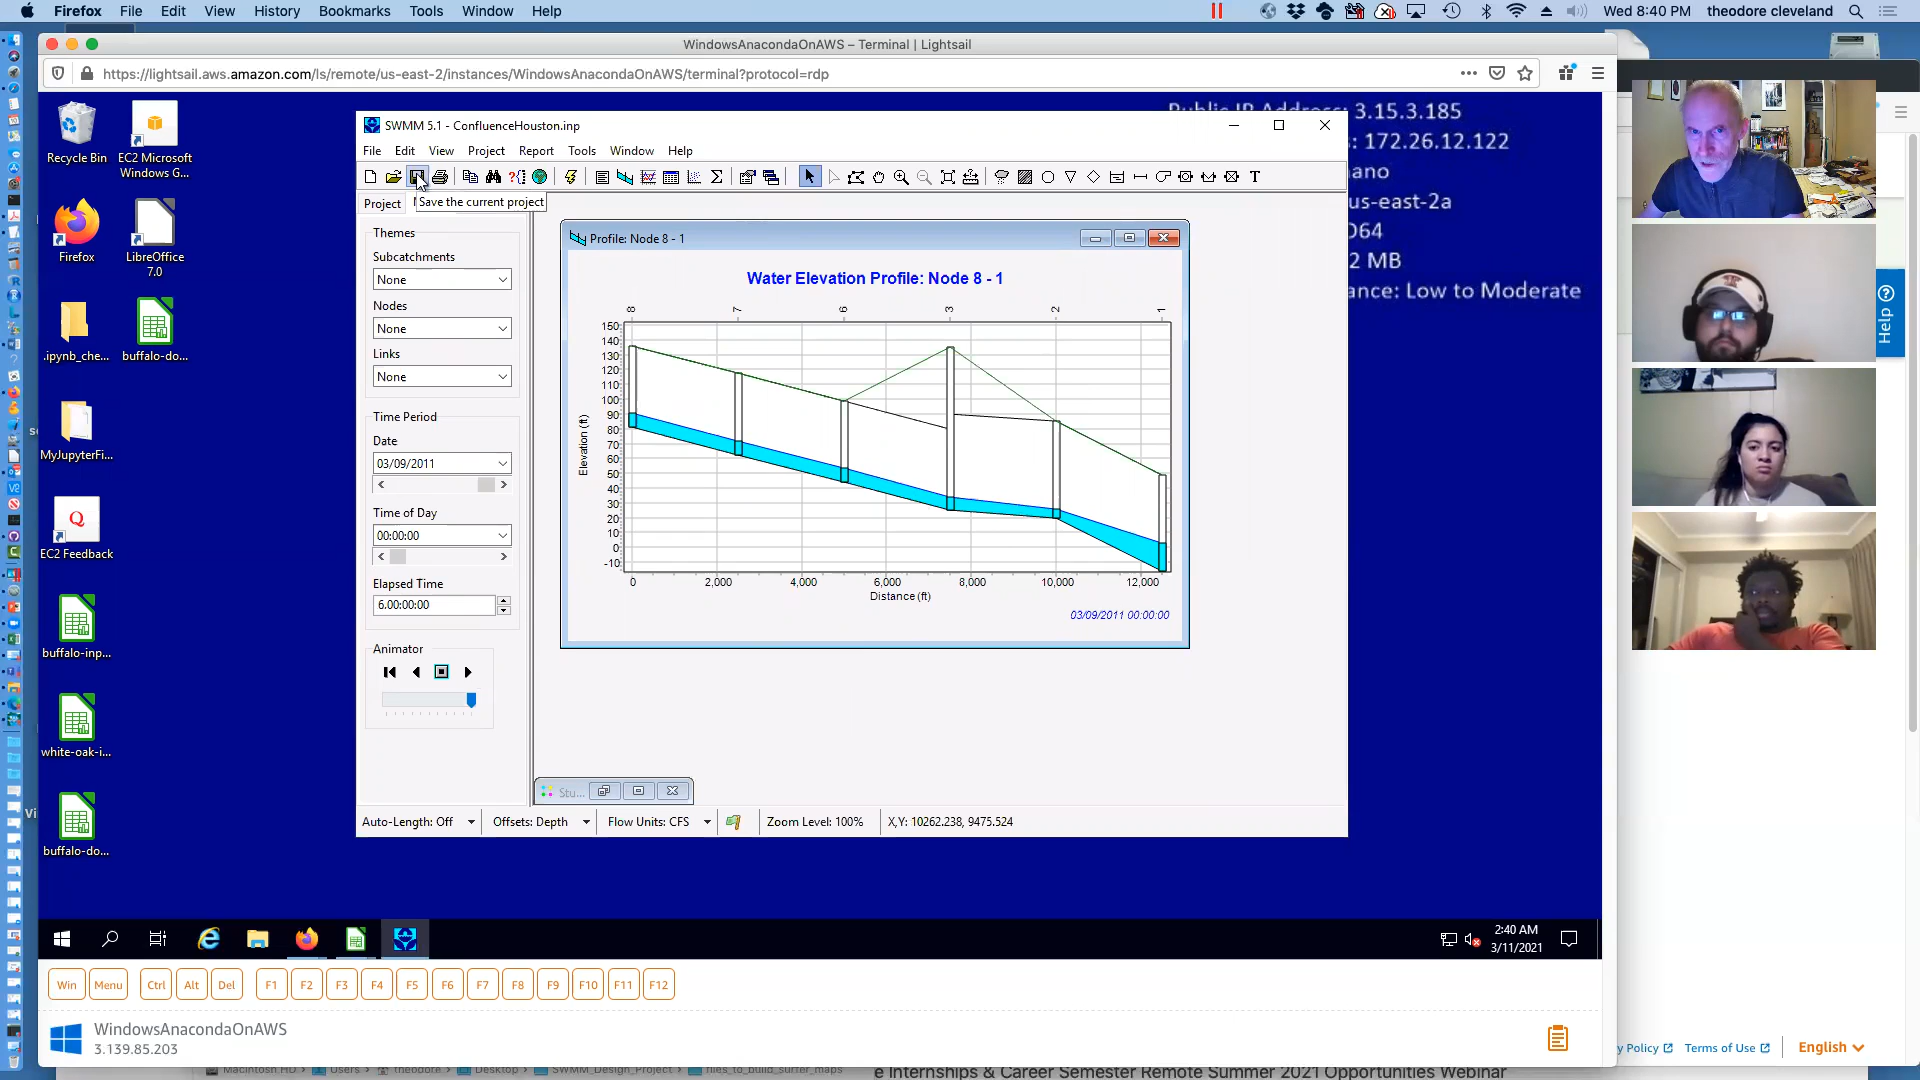 Firefox File Edit View History Bookmarks Tools Window Help
Wed 8:40 PM theodore cleveland
WindowsAnacondaOnAWS – Terminal | Lightsail
https://lightsail.aws.amazon.com/ls/remote/us-east-2/instances/WindowsAnacondaOnAWS/terminal?protocol=rdp
Recycle Bin
EC2 Microsoft
Windows G...
Firefox
LibreOffice
7.0
.ipynb_che...
buffalo-do...
MyJupyterFi...
EC2 Feedback
buffalo-inp...
white-oak-i...
buffalo-do...
Public IP Address: 3.15.3.185
s: 172.26.12.122
ano
us-east-2a
D64
2 MB
ance: Low to Moderate
SWMM 5.1 - ConfluenceHouston.inp
File Edit View Project Report Tools Window Help
Save the current project
Project
Themes
Subcatchments
None
Nodes
None
Links
None
Time Period
Date
03/09/2011
Time of Day
00:00:00
Elapsed Time
6.00:00:00
Animator
Profile: Node 8 - 1
Water Elevation Profile: Node 8 - 1
8 7 6 3 2 1
150
140
130
120
110
100
90
80
70
60
50
40
30
20
10
0
-10
Elevation (ft)
0 2,000 4,000 6,000 8,000 10,000 12,000
Distance (ft)
03/09/2011 00:00:00
Stu...
Auto-Length: Off Offsets: Depth Flow Units: CFS Zoom Level: 100% X,Y: 10262.238, 9475.524
2:40 AM
3/11/2021
Win Menu Ctrl Alt Del F1 F2 F3 F4 F5 F6 F7 F8 F9 F10 F11 F12
WindowsAnacondaOnAWS
3.139.85.203
Help
y Policy Terms of Use English
Macintosh HD Users theodore Desktop SWMM_Design_Project files_to_build_surfer_maps
e Internships & Career Semester Remote Summer 2021 Opportunities Webinar